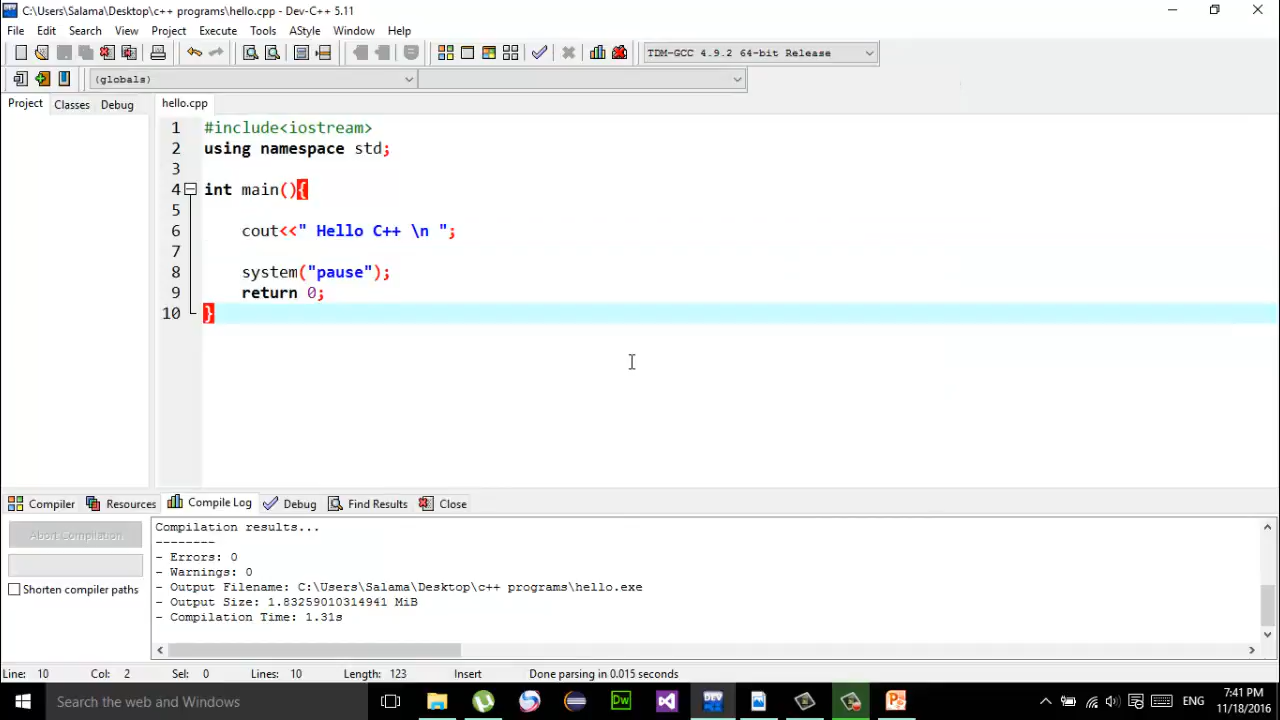 C:\Users\Salama\Desktop\c++ programs\hello.cpp - Dev-C++ 5.11
File Edit Search View Project Execute Tools AStyle Window Help
TDM-GCC 4.9.2 64-bit Release
(globals)
Project Classes Debug hello.cpp
1 #include<iostream>
2 using namespace std;
3
4 int main(){
5
6 cout<<" Hello C++ \n ";
7
8 system("pause");
9 return 0;
10 }
Compiler Resources Compile Log Debug Find Results Close
Abort Compilation
Shorten compiler paths
Compilation results...
--------
- Errors: 0
- Warnings: 0
- Output Filename: C:\Users\Salama\Desktop\c++ programs\hello.exe
- Output Size: 1.83259010314941 MiB
- Compilation Time: 1.31s
Line: 10 Col: 2 Sel: 0 Lines: 10 Length: 123 Insert Done parsing in 0.015 seconds
Search the web and Windows
Dw
DEV
ENG
7:41 PM
11/18/2016